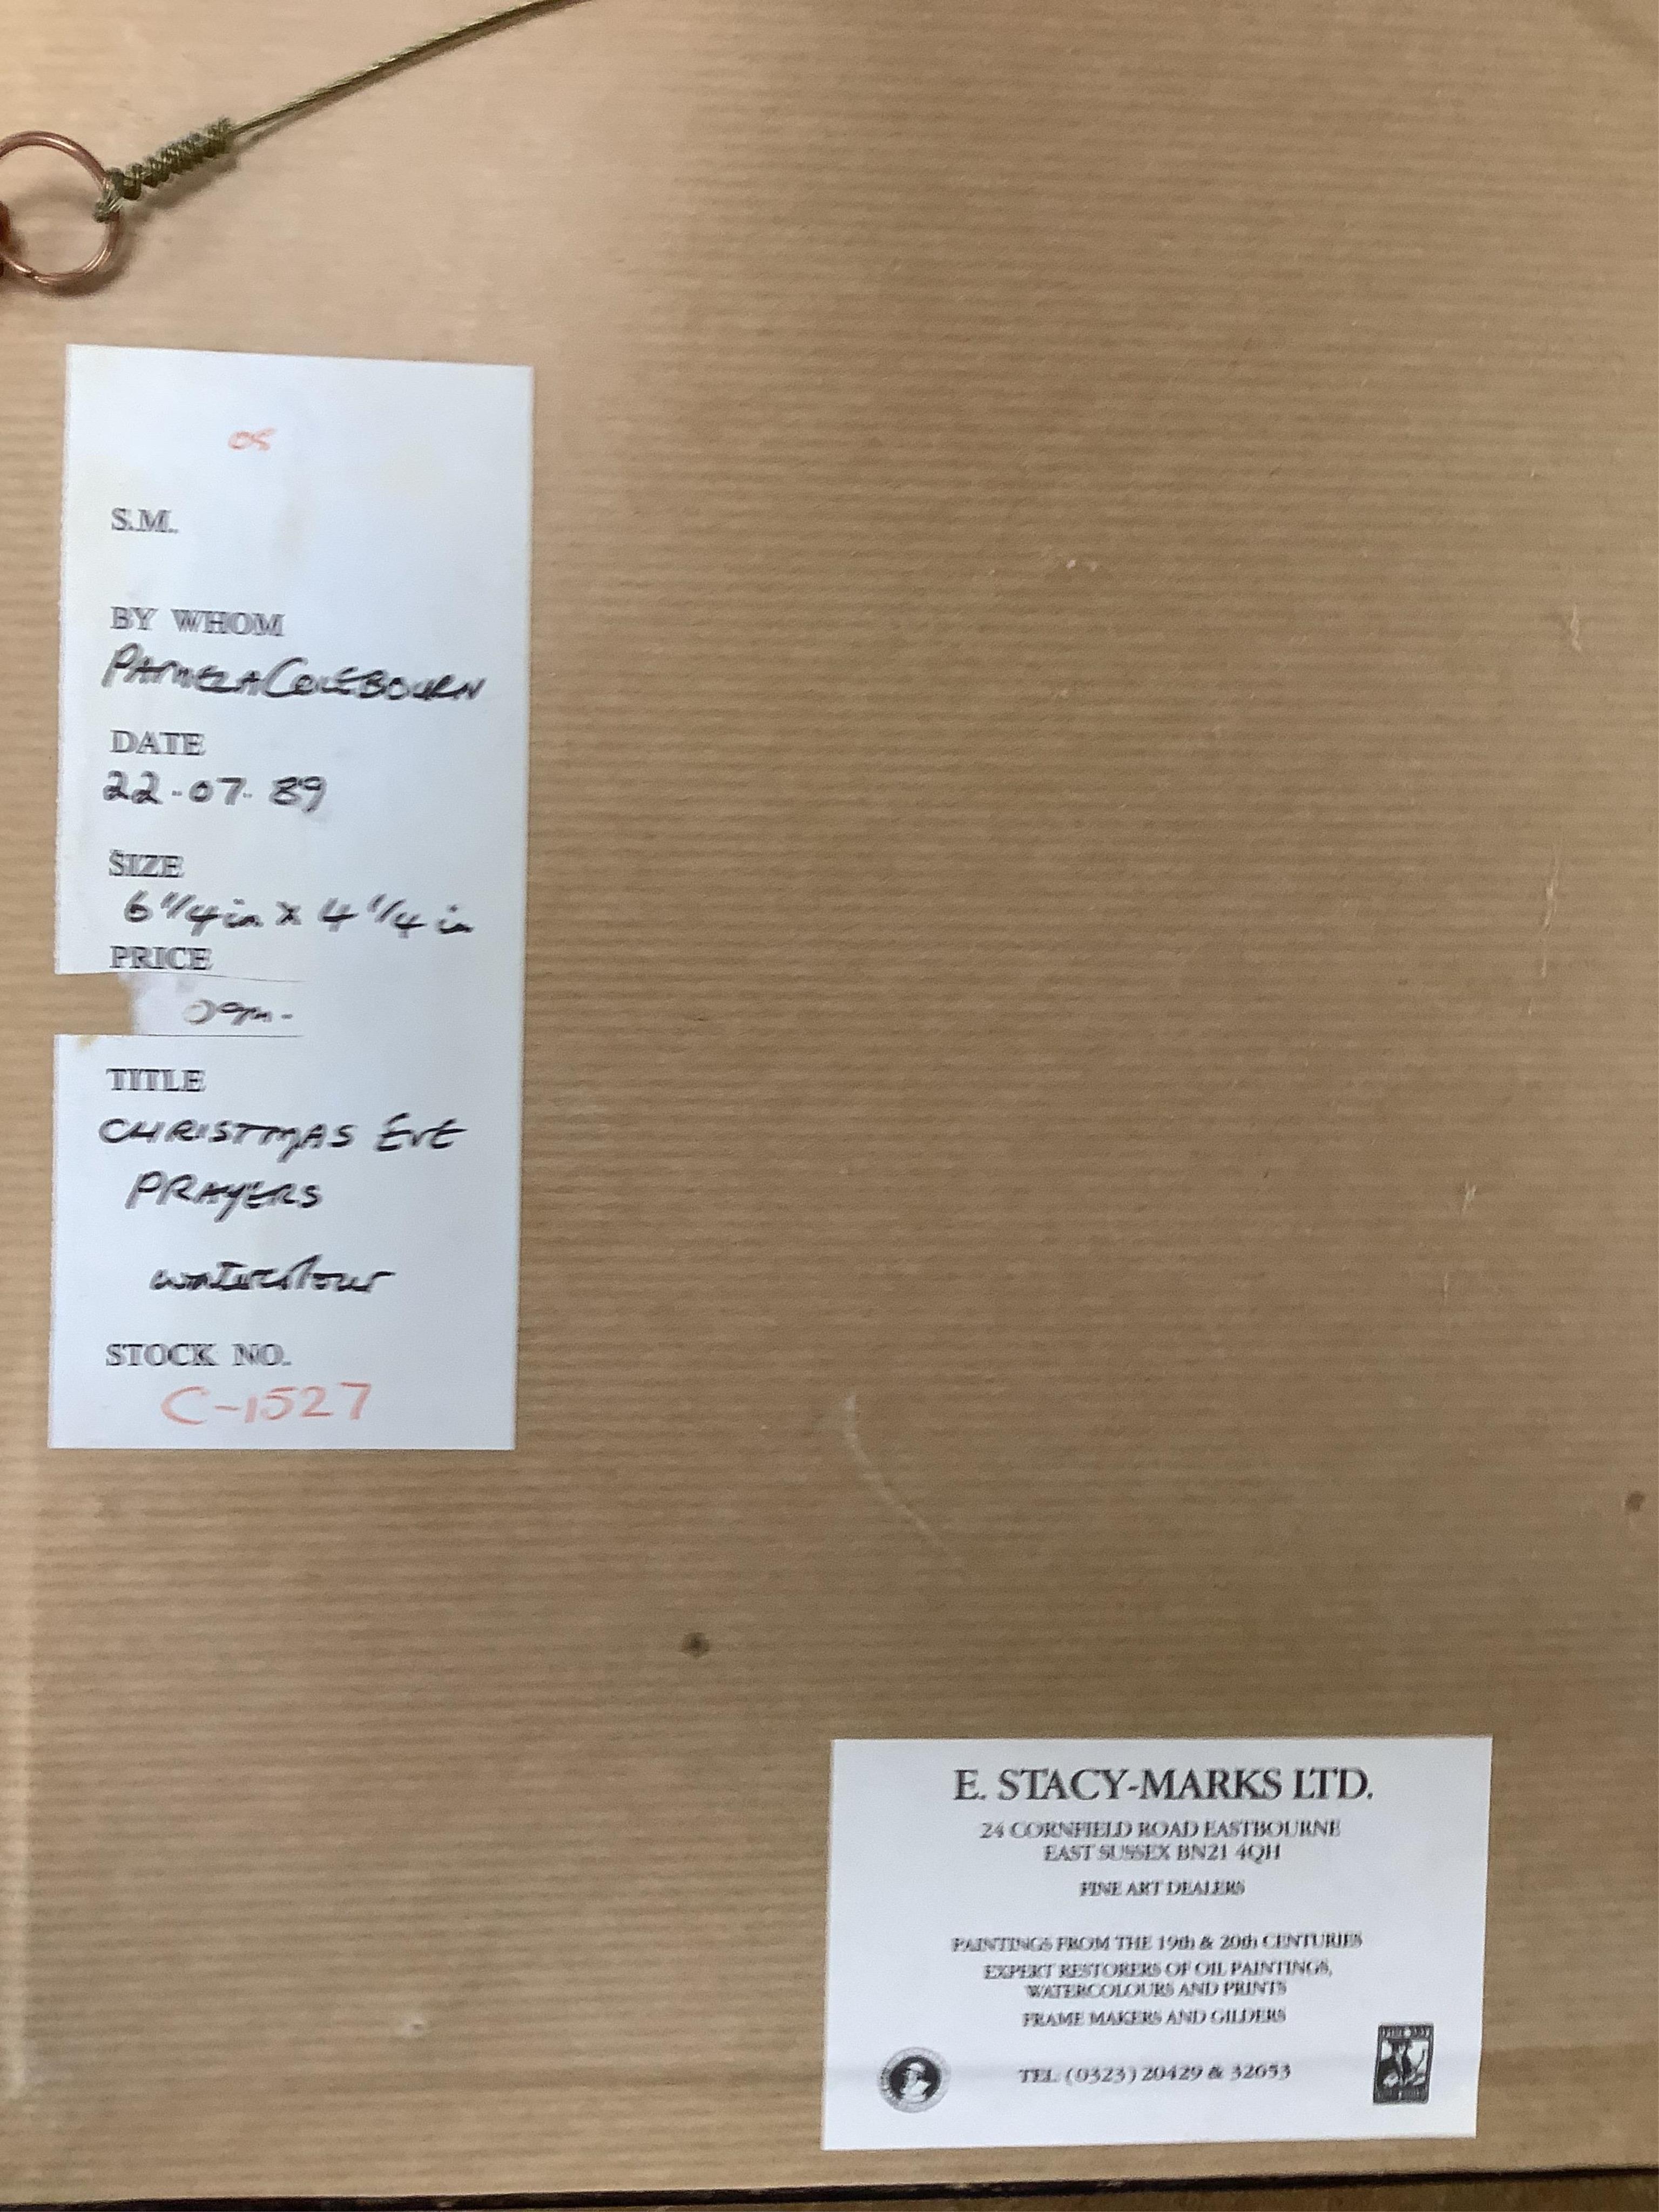 S.M.
BY WHOM
PAMELA COLEBOURN
DATE
22-07-89
SIZE
6 1/4 in x 4 1/4 in
PRICE
TITLE
CHRISTMAS EVE
PRAYERS
watercolour
STOCK NO.
C-1527
E. STACY-MARKS LTD.
24 CORNFIELD ROAD EASTBOURNE
EAST SUSSEX BN21 4QH
FINE ART DEALERS
PAINTINGS FROM THE 19th & 20th CENTURIES
EXPERT RESTORERS OF OIL PAINTINGS,
WATERCOLOURS AND PRINTS
FRAME MAKERS AND GILDERS
TEL: (0323) 20429 & 32653